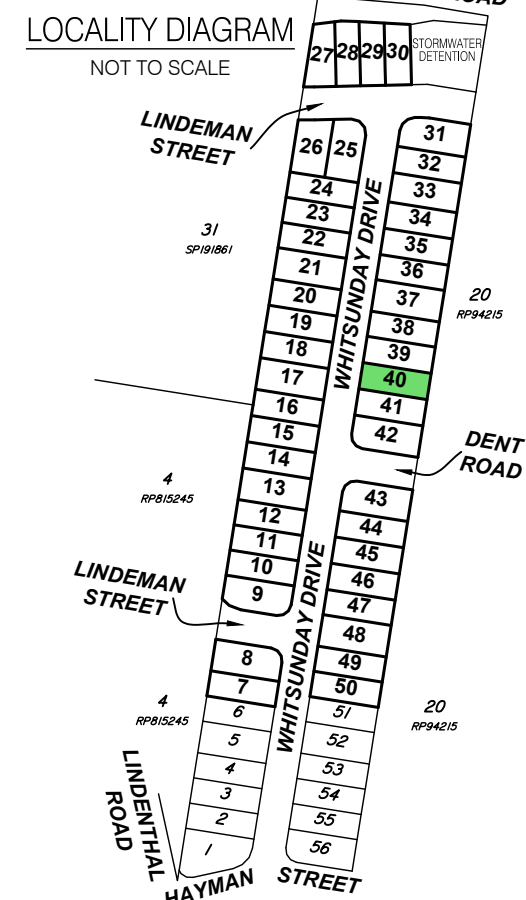 ROAD
LOCALITY DIAGRAM
NOT TO SCALE
27 28 29 30
STORMWATER
DETENTION
LINDEMAN
STREET
26 25
31
32
24
33
23
34
31
SP191861
22
35
21
36
20
37
20
RP94215
19
38
18
39
17
40
WHITSUNDAY DRIVE
16
41
15
42
DENT
ROAD
14
4
RP815245
13
43
12
44
11
45
10
46
LINDEMAN
STREET
9
47
48
WHITSUNDAY DRIVE
8
49
7
50
4
RP815245
6
51
20
RP94215
5
52
4
53
3
54
2
55
1
56
LINDENTHAL
ROAD
HAYMAN STREET